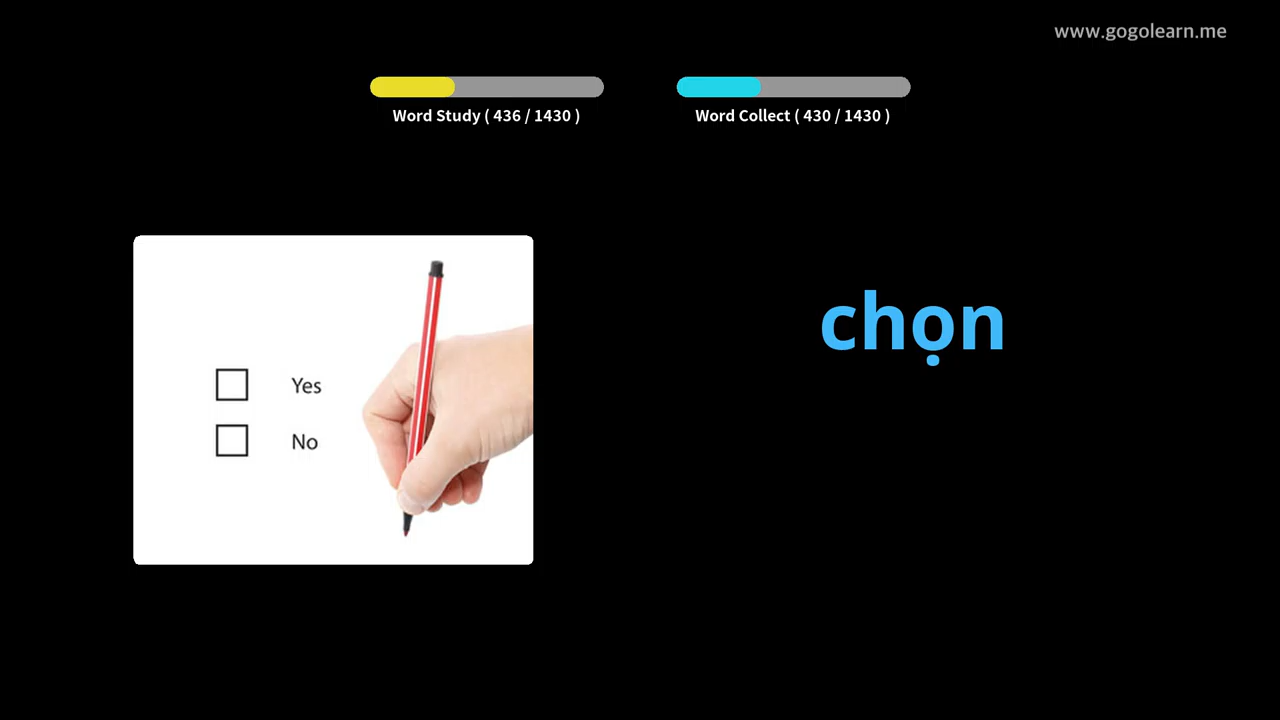 www.gogolearn.me
Word Study ( 436 / 1430 )
Word Collect ( 430 / 1430 )
chọn
Yes
No